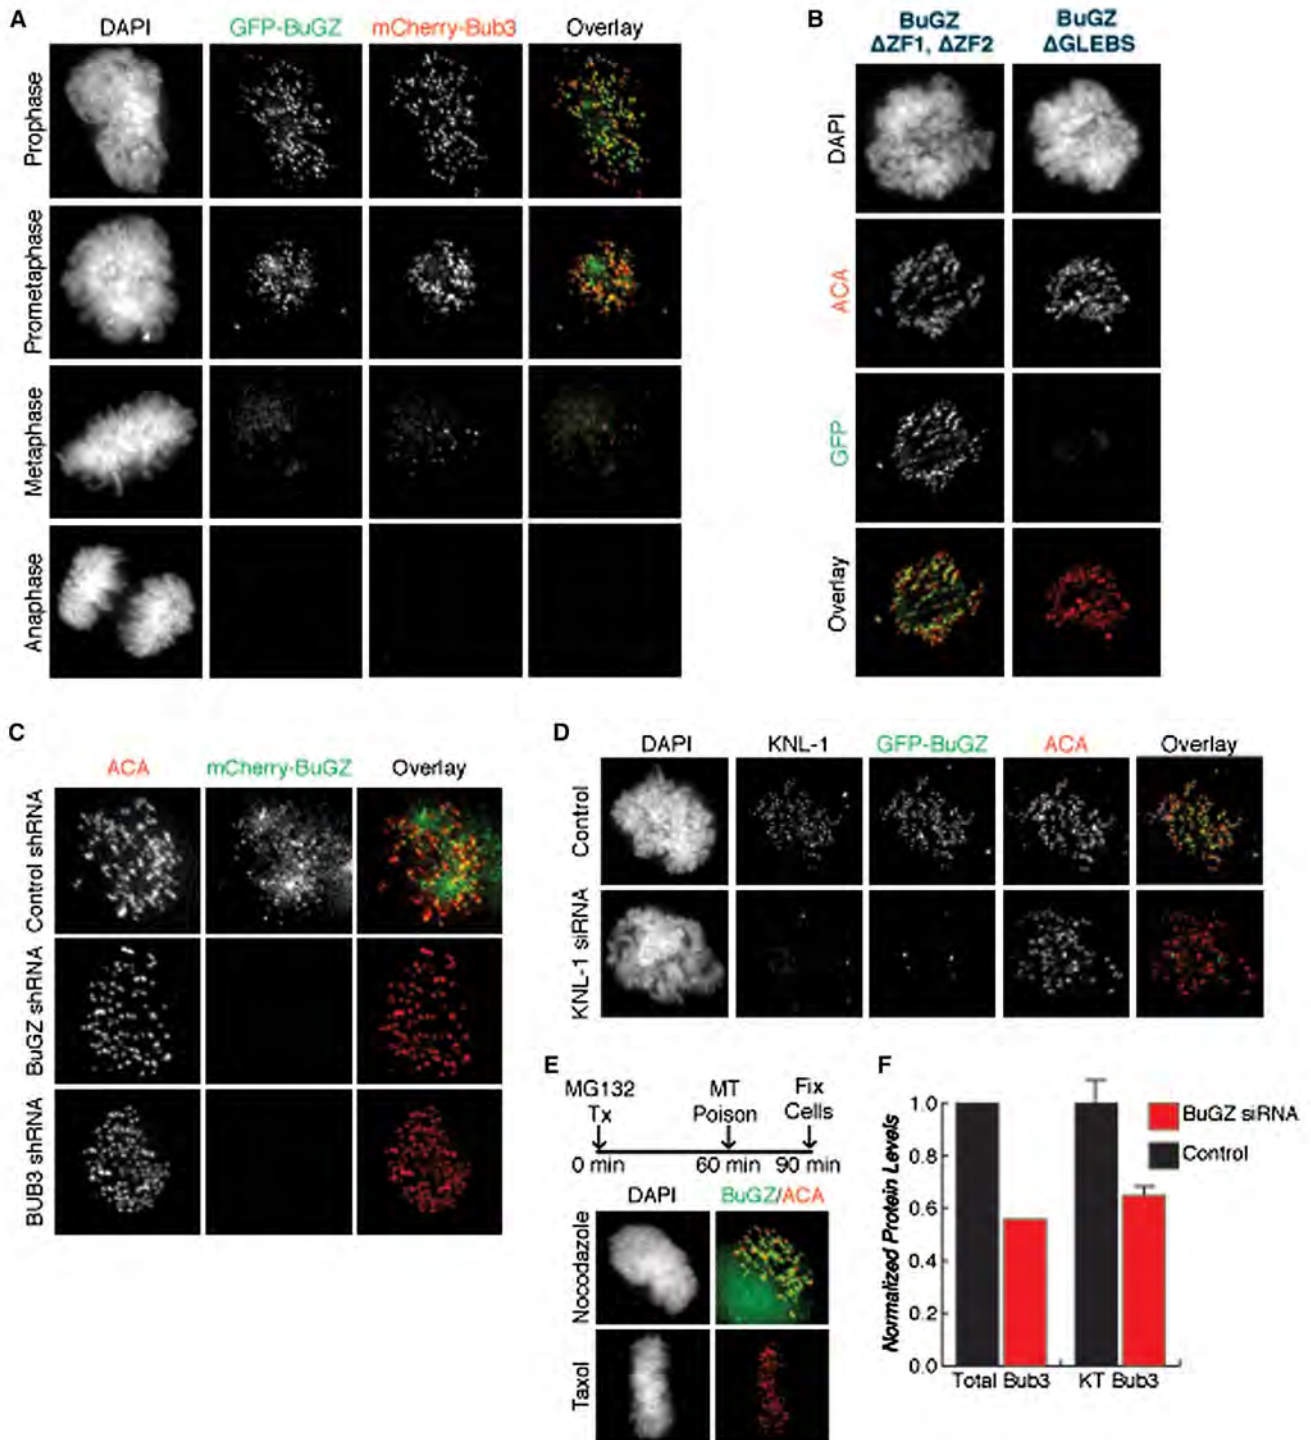 A
DAPI GFP-BuGZ mCherry-Bub3 Overlay
Prophase
Prometaphase
Metaphase
Anaphase
B
BuGZ
ΔZF1, ΔZF2
BuGZ
ΔGLEBS
DAPI
ACA
GFP
Overlay
C
ACA mCherry-BuGZ Overlay
Control shRNA
BuGZ shRNA
BUB3 shRNA
D
DAPI KNL-1 GFP-BuGZ ACA Overlay
Control
KNL-1 siRNA
E
MG132
Tx
MT
Poison
Fix
Cells
0 min 60 min 90 min
DAPI BuGZ/ACA
Nocodazole
Taxol
F
Normalized Protein Levels
1.0
0.8
0.6
0.4
0.2
0.0
BuGZ siRNA
Control
Total Bub3 KT Bub3